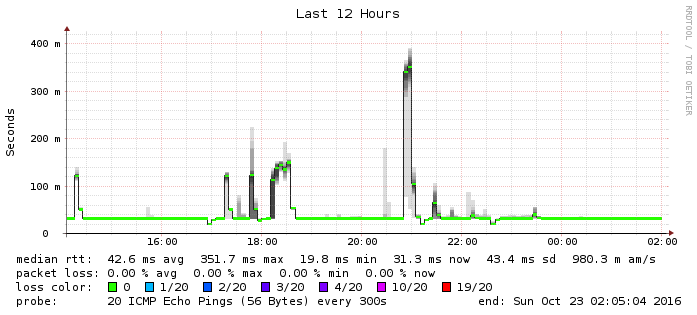 Last 12 Hours
RRDTOOL / TOBI OETIKER
Seconds
400 m
300 m
200 m
100 m
0
16:00 18:00 20:00 22:00 00:00 02:00
median rtt: 42.6 ms avg 351.7 ms max 19.8 ms min 31.3 ms now 43.4 ms sd 980.3 m am/s
packet loss: 0.00 % avg 0.00 % max 0.00 % min 0.00 % now
loss color: 0 1/20 2/20 3/20 4/20 10/20 19/20
probe: 20 ICMP Echo Pings (56 Bytes) every 300s end: Sun Oct 23 02:05:04 2016